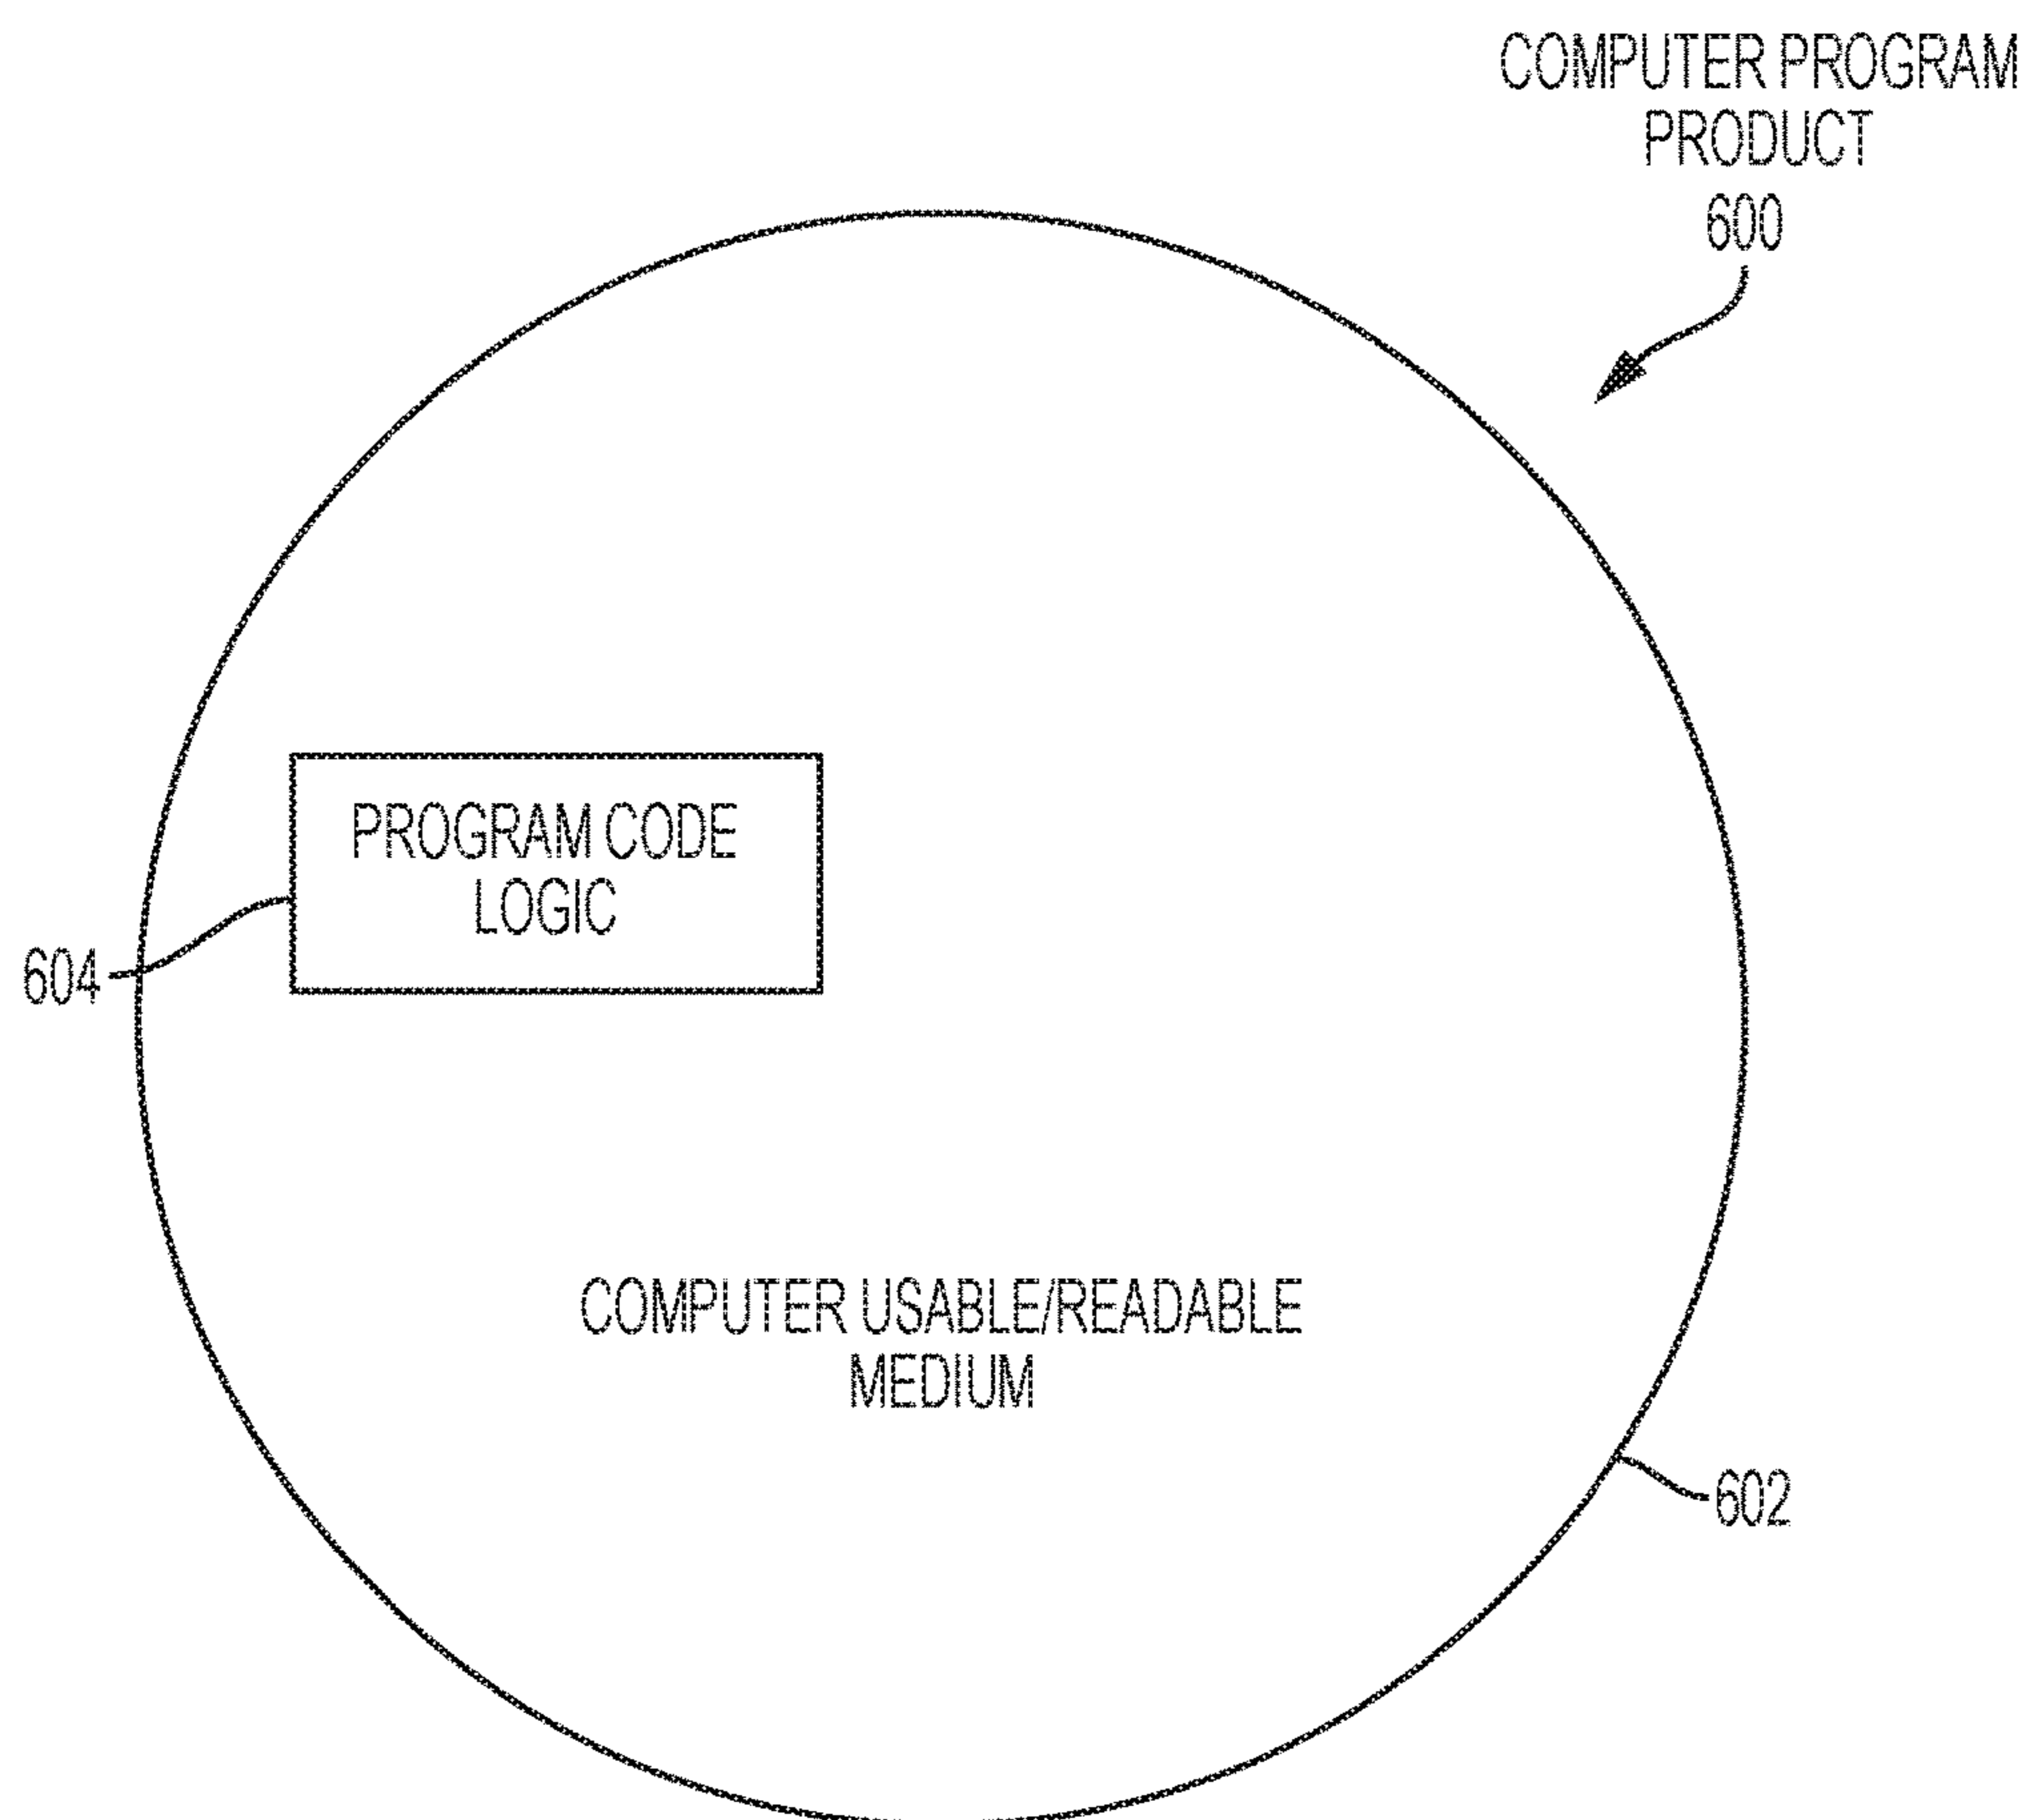 COMPUTER PROGRAM
PRODUCT
600
PROGRAM CODE
LOGIC
604
COMPUTER USABLE/READABLE
MEDIUM
602